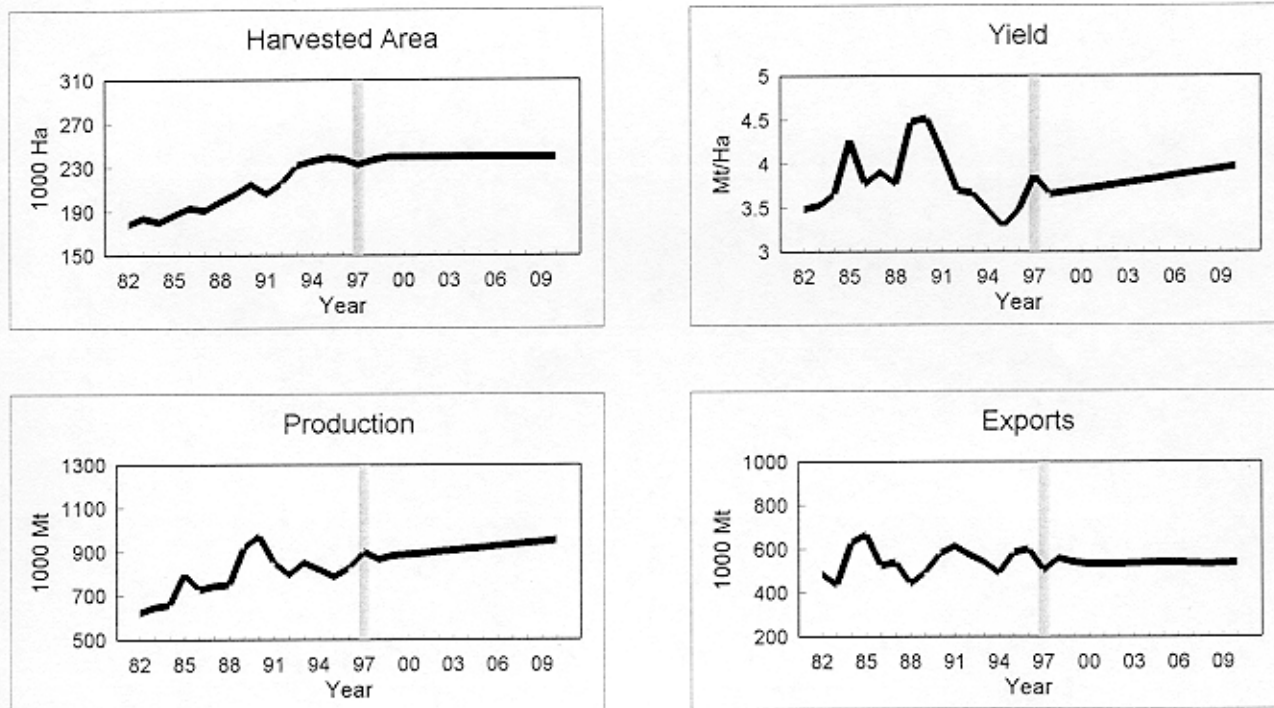 Harvested Area
310
270
230
190
150
1000 Ha
82 85 88 91 94 97 00 03 06 09
Year
Yield
5
4.5
4
3.5
3
Mt/Ha
82 85 88 91 94 97 00 03 06 09
Year
Production
1300
1100
900
700
500
1000 Mt
82 85 88 91 94 97 00 03 06 09
Year
Exports
1000
800
600
400
200
1000 Mt
82 85 88 91 94 97 00 03 06 09
Year